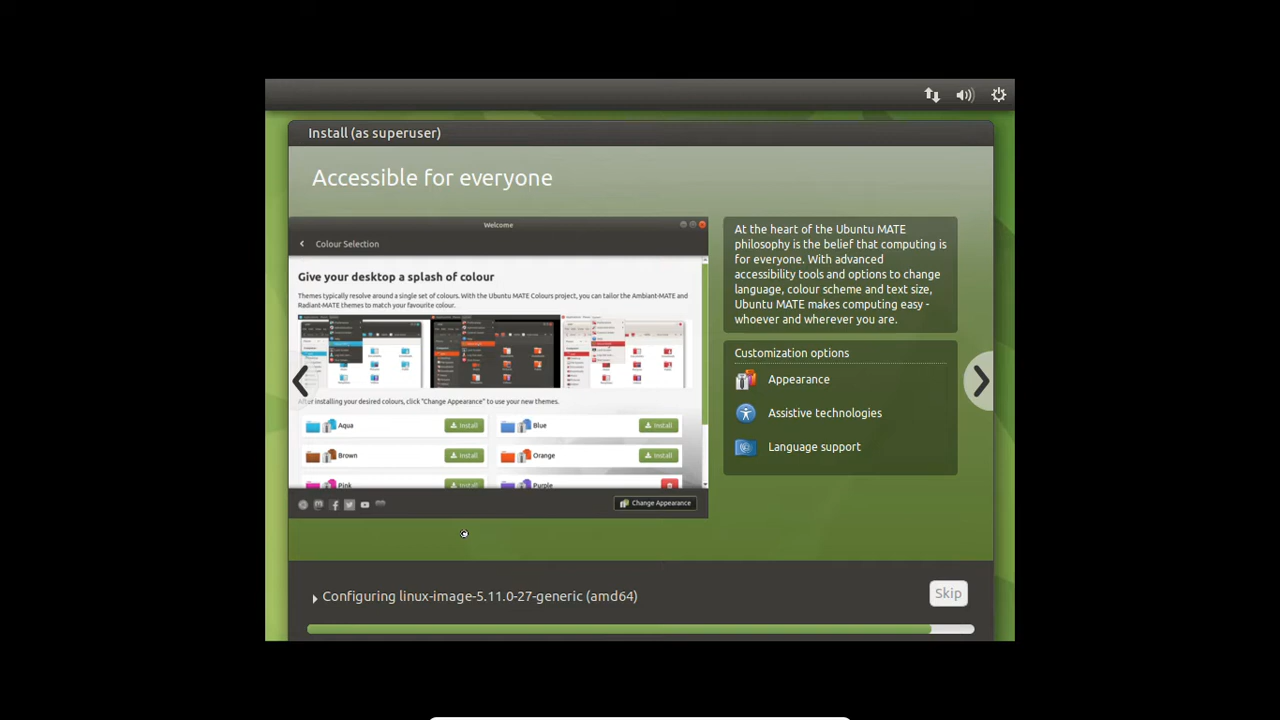 Install (as superuser)
Accessible for everyone
Welcome
Colour Selection
Give your desktop a splash of colour
Themes typically resolve around a single set of colours. With the Ubuntu MATE Colours project, you can tailor the Ambiant-MATE and
Radiant-MATE themes to match your favourite colour.
After installing your desired colours, click "Change Appearance" to use your new themes.
Aqua
Install
Blue
Install
Brown
Install
Orange
Install
Pink
Install
Purple
Change Appearance
At the heart of the Ubuntu MATE
philosophy is the belief that computing is
for everyone. With advanced
accessibility tools and options to change
language, colour scheme and text size,
Ubuntu MATE makes computing easy -
whoever and wherever you are.
Customization options
Appearance
Assistive technologies
Language support
Configuring linux-image-5.11.0-27-generic (amd64)
Skip